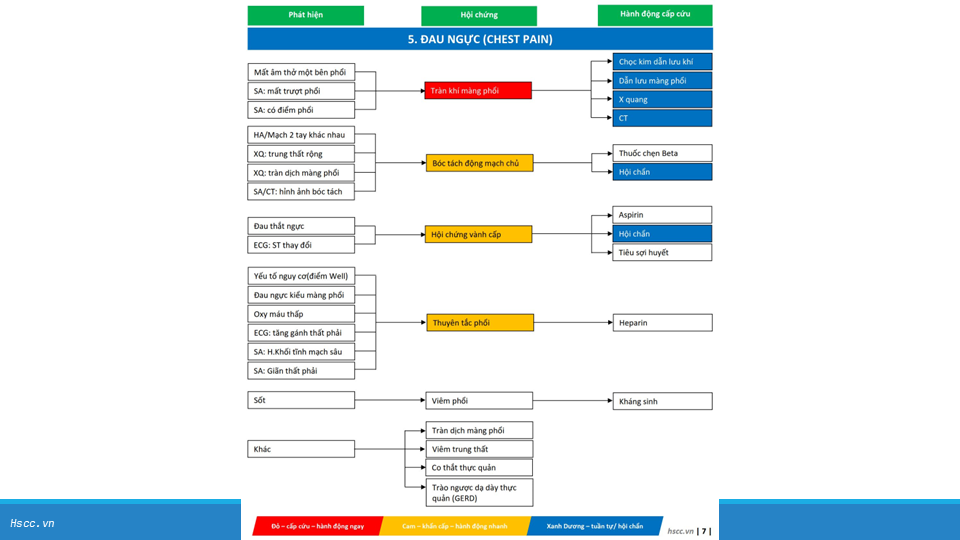 Phát hiện
Hội chứng
Hành động cấp cứu
5. ĐAU NGỰC (CHEST PAIN)
Mất âm thở một bên phổi
SA: mất trượt phổi
SA: có điểm phổi
Tràn khí màng phổi
Chọc kim dẫn lưu khí
Dẫn lưu màng phổi
X quang
CT
HA/Mạch 2 tay khác nhau
XQ: trung thất rộng
XQ: tràn dịch màng phổi
SA/CT: hình ảnh bóc tách
Bóc tách động mạch chủ
Thuốc chẹn Beta
Hội chẩn
Đau thắt ngực
ECG: ST thay đổi
Hội chứng vành cấp
Aspirin
Hội chẩn
Tiêu sợi huyết
Yếu tố nguy cơ(điểm Well)
Đau ngực kiểu màng phổi
Oxy máu thấp
ECG: tăng gánh thất phải
SA: H.Khối tĩnh mạch sâu
SA: Giãn thất phải
Thuyên tắc phổi
Heparin
Sốt
Viêm phổi
Kháng sinh
Khác
Tràn dịch màng phổi
Viêm trung thất
Co thắt thực quản
Trào ngược dạ dày thực
quản (GERD)
Đỏ – cấp cứu – hành động ngay
Cam – khẩn cấp – hành động nhanh
Xanh Dương – tuần tự/ hội chẩn
hscc.vn | 7 |
Hscc.vn